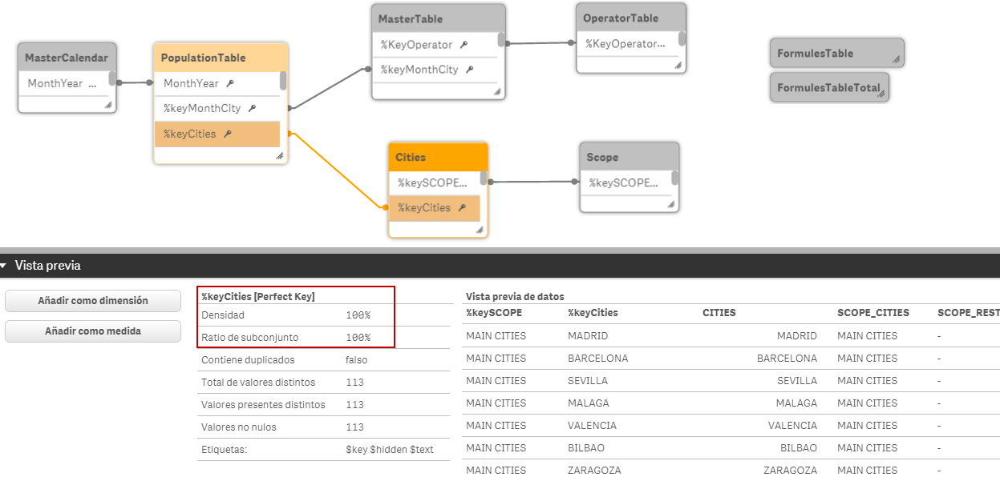 MasterCalendar
MonthYear ...
PopulationTable
MonthYear
%keyMonthCity
%keyCities
MasterTable
%KeyOperator
%keyMonthCity
OperatorTable
%KeyOperator...
FormulesTable
FormulesTableTotal
Cities
%keySCOPE...
%keyCities
Scope
%keySCOPE...
Vista previa
Añadir como dimensión
Añadir como medida
%keyCities [Perfect Key]
Densidad 100%
Ratio de subconjunto 100%
Contiene duplicados falso
Total de valores distintos 113
Valores presentes distintos 113
Valores no nulos 113
Etiquetas: $key $hidden $text
Vista previa de datos
%keySCOPE %keyCities CITIES SCOPE_CITIES SCOPE_REST
MAIN CITIES MADRID MADRID MAIN CITIES -
MAIN CITIES BARCELONA BARCELONA MAIN CITIES -
MAIN CITIES SEVILLA SEVILLA MAIN CITIES -
MAIN CITIES MALAGA MALAGA MAIN CITIES -
MAIN CITIES VALENCIA VALENCIA MAIN CITIES -
MAIN CITIES BILBAO BILBAO MAIN CITIES -
MAIN CITIES ZARAGOZA ZARAGOZA MAIN CITIES -